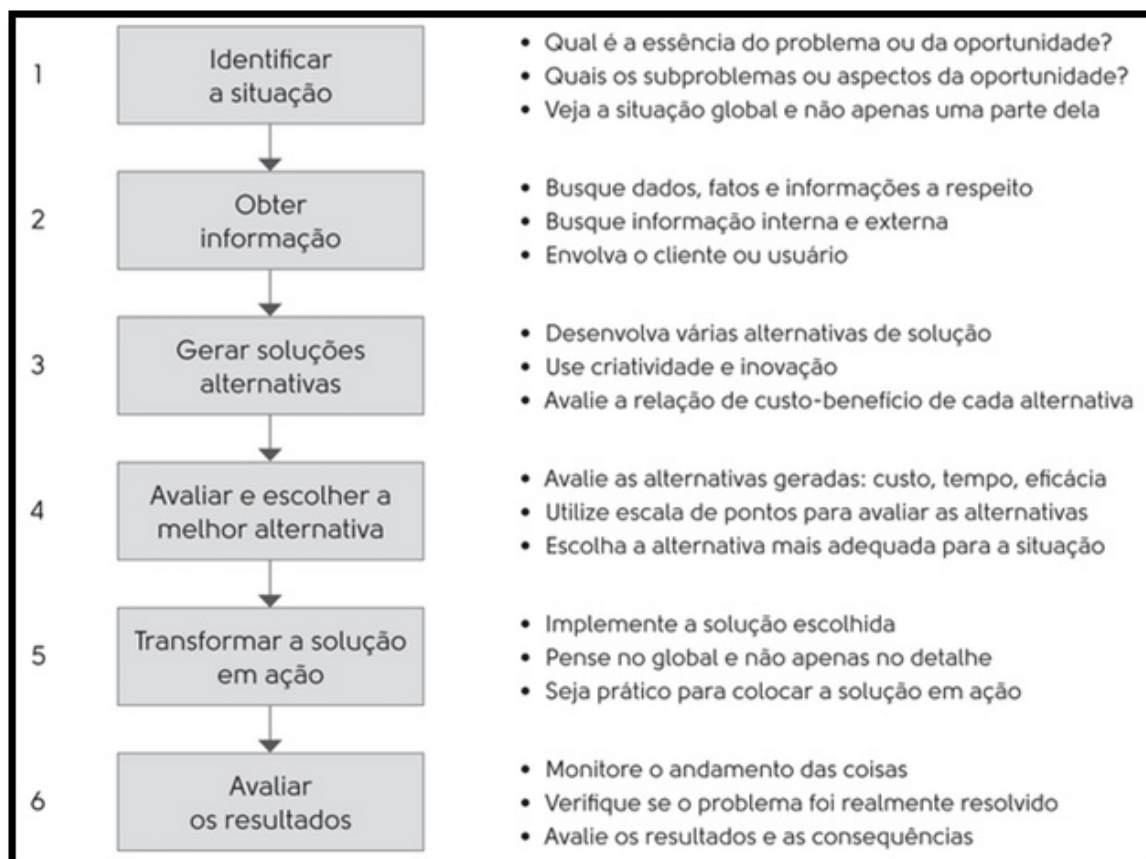 1
Identificar
a situação
• Qual é a essência do problema ou da oportunidade?
• Quais os subproblemas ou aspectos da oportunidade?
• Veja a situação global e não apenas uma parte dela
2
Obter
informação
• Busque dados, fatos e informações a respeito
• Busque informação interna e externa
• Envolva o cliente ou usuário
3
Gerar soluções
alternativas
• Desenvolva várias alternativas de solução
• Use criatividade e inovação
• Avalie a relação de custo-benefício de cada alternativa
4
Avaliar e escolher a
melhor alternativa
• Avalie as alternativas geradas: custo, tempo, eficácia
• Utilize escala de pontos para avaliar as alternativas
• Escolha a alternativa mais adequada para a situação
5
Transformar a solução
em ação
• Implemente a solução escolhida
• Pense no global e não apenas no detalhe
• Seja prático para colocar a solução em ação
6
Avaliar
os resultados
• Monitore o andamento das coisas
• Verifique se o problema foi realmente resolvido
• Avalie os resultados e as consequências